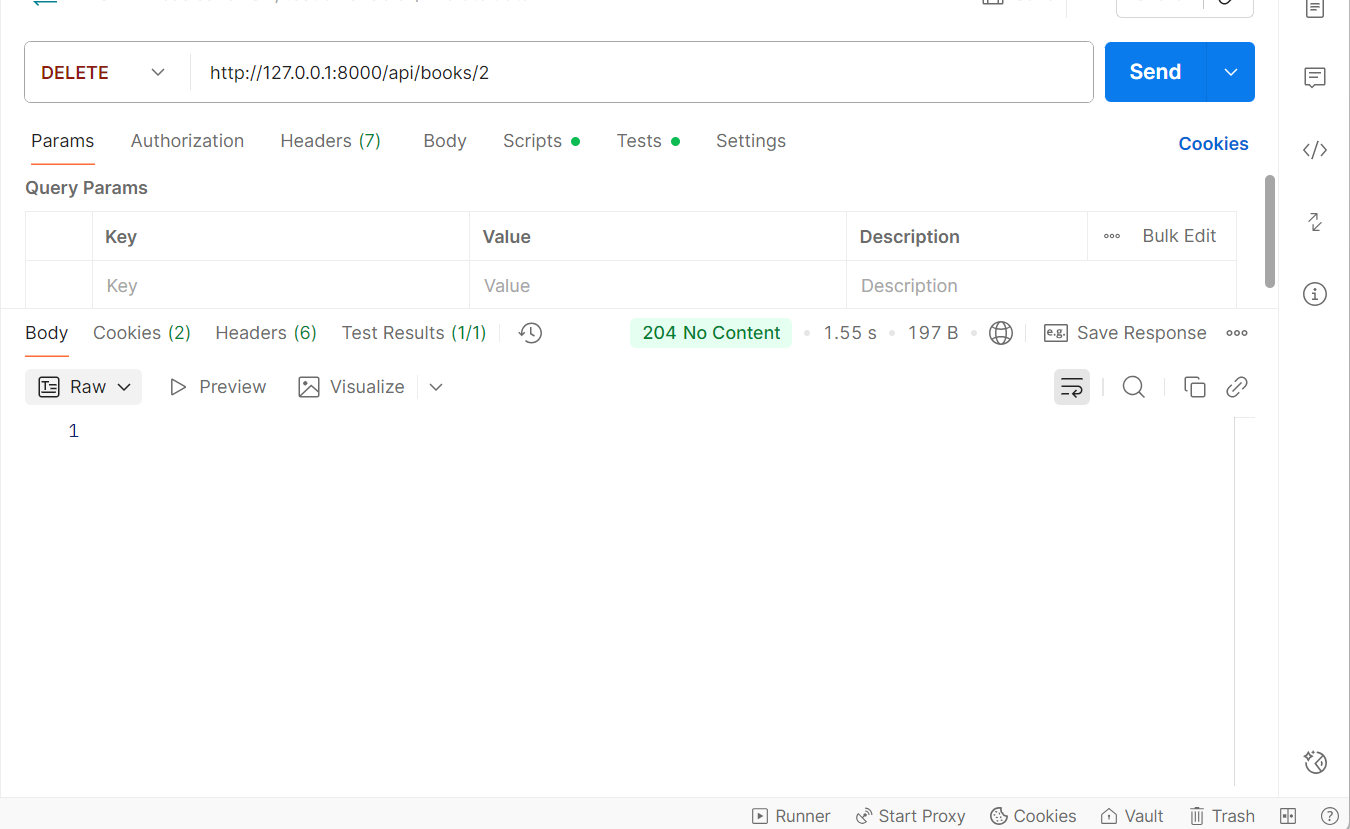 DELETE http://127.0.0.1:8000/api/books/2 Send
Params Authorization Headers (7) Body Scripts Tests Settings Cookies
Query Params
Key Value Description Bulk Edit
Key Value Description
Body Cookies (2) Headers (6) Test Results (1/1) 204 No Content 1.55 s 197 B e.g. Save Response
Raw Preview Visualize
1
Runner Start Proxy Cookies Vault Trash